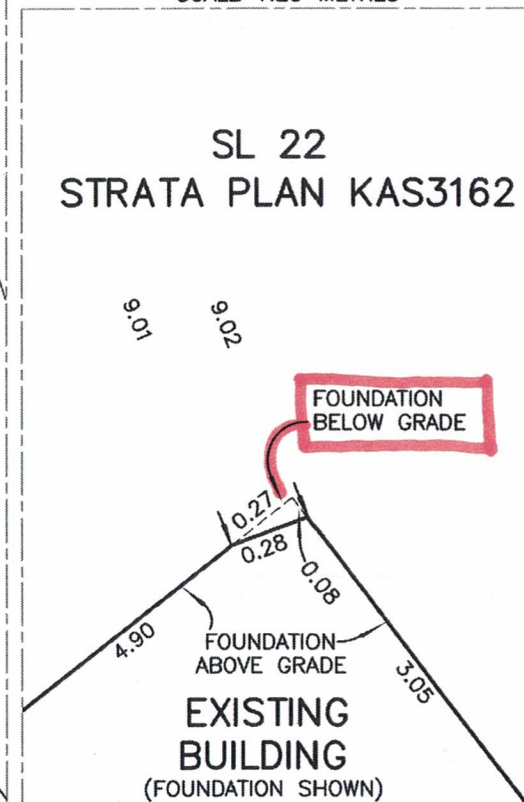 SL 22
STRATA PLAN KAS3162
9.01
9.02
FOUNDATION
BELOW GRADE
0.27
0.28
0.08
4.90
FOUNDATION
ABOVE GRADE
3.05
EXISTING
BUILDING
(FOUNDATION SHOWN)